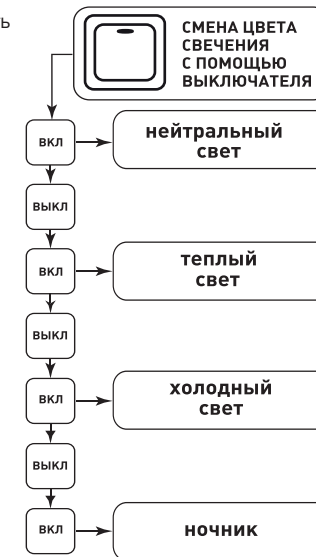 ть
СМЕНА ЦВЕТА
СВЕЧЕНИЯ
С ПОМОЩЬЮ
ВЫКЛЮЧАТЕЛЯ
ВКЛ
нейтральный
свет
ВЫКЛ
ВКЛ
теплый
свет
ВЫКЛ
ВКЛ
холодный
свет
ВЫКЛ
ВКЛ
ночник